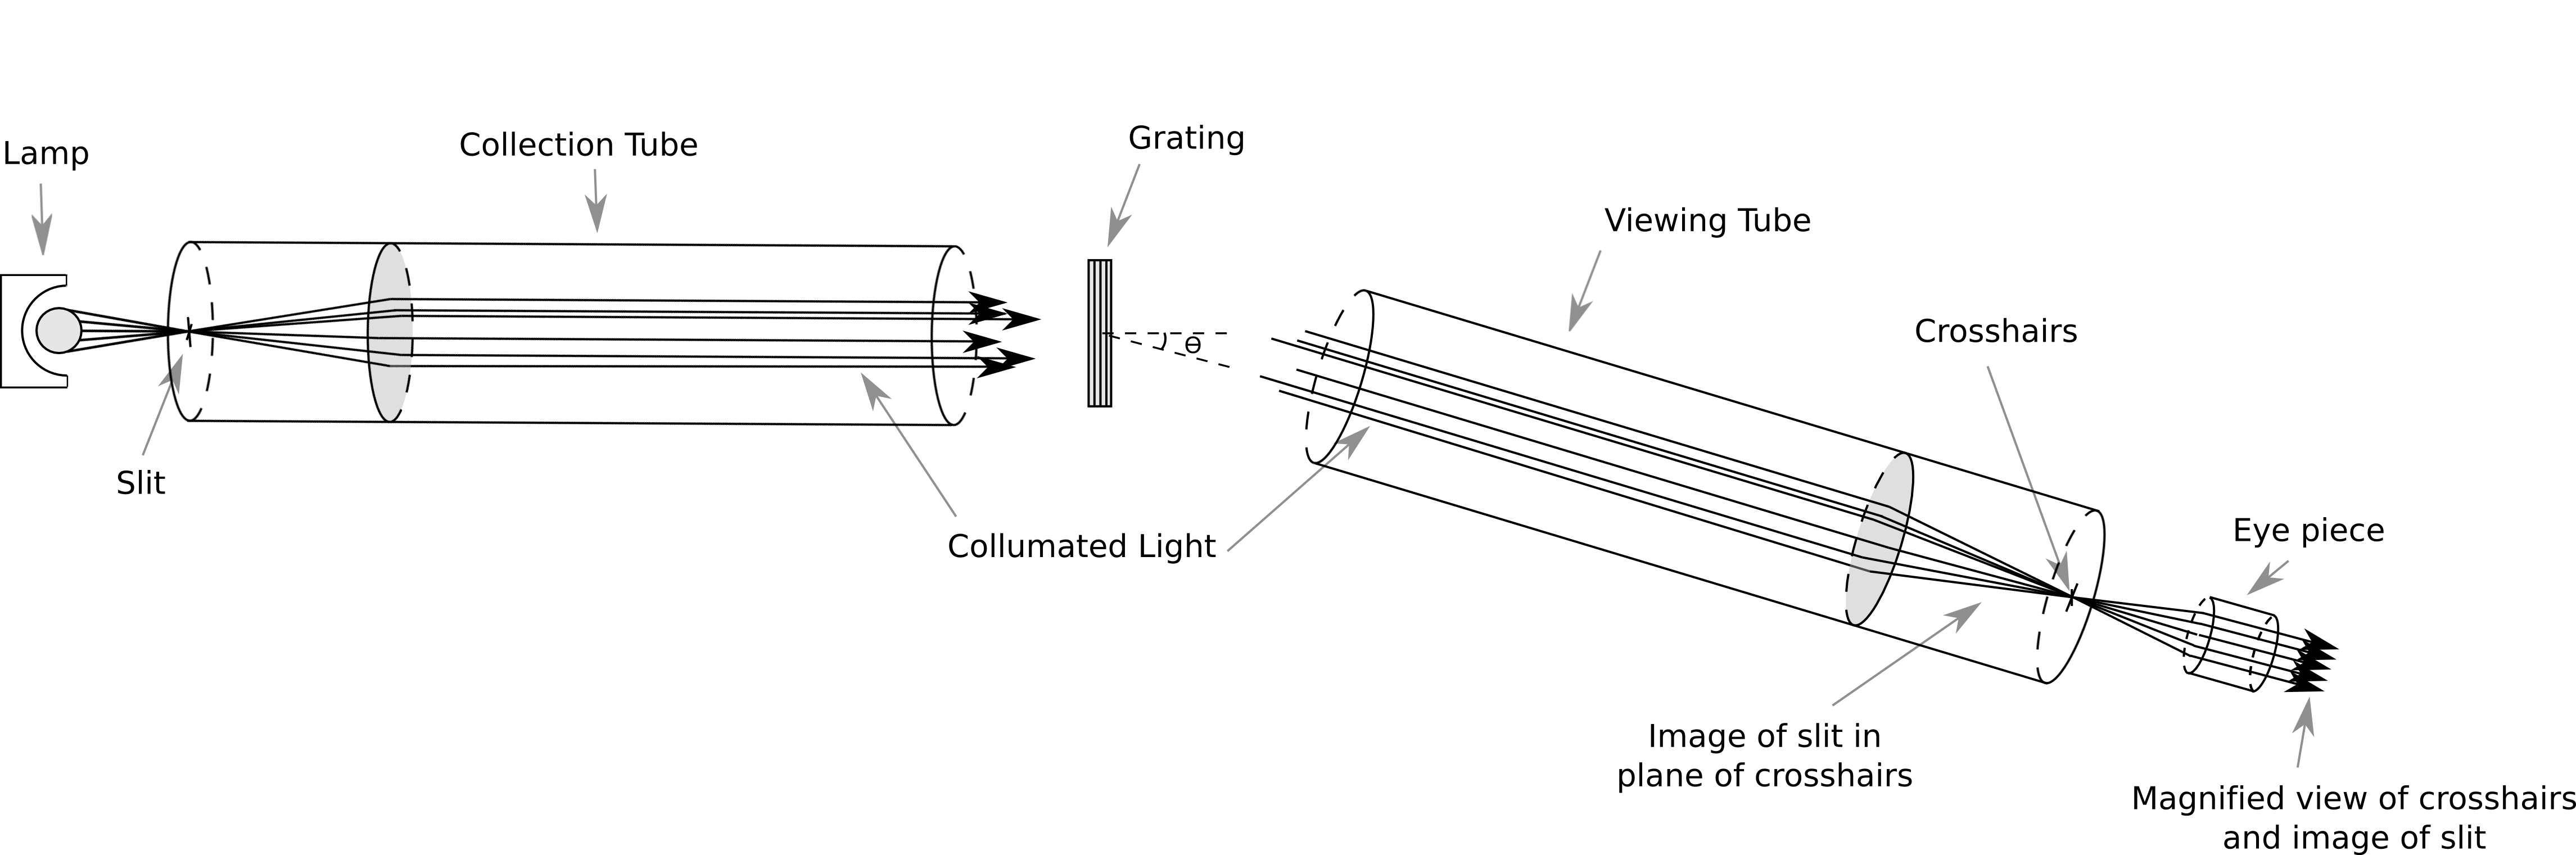 Lamp
Collection Tube
Grating
Viewing Tube
Crosshairs
ϴ
Slit
Collumated Light
Eye piece
Image of slit in
plane of crosshairs
Magnified view of crosshairs
and image of slit